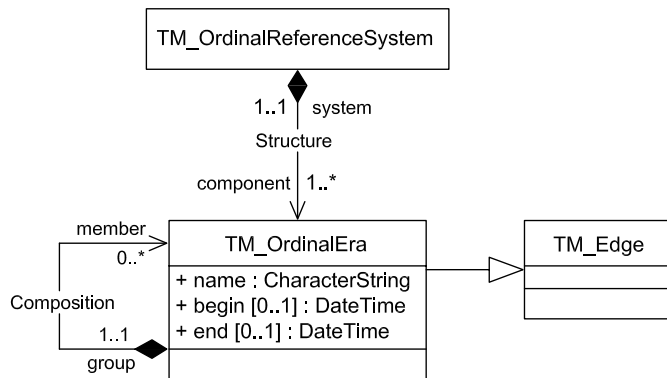 TM_OrdinalReferenceSystem
1..1 system
Structure
component 1..*
member
0..*
TM_OrdinalEra
TM_Edge
+ name : CharacterString
+ begin [0..1] : DateTime
+ end [0..1] : DateTime
Composition
1..1
group